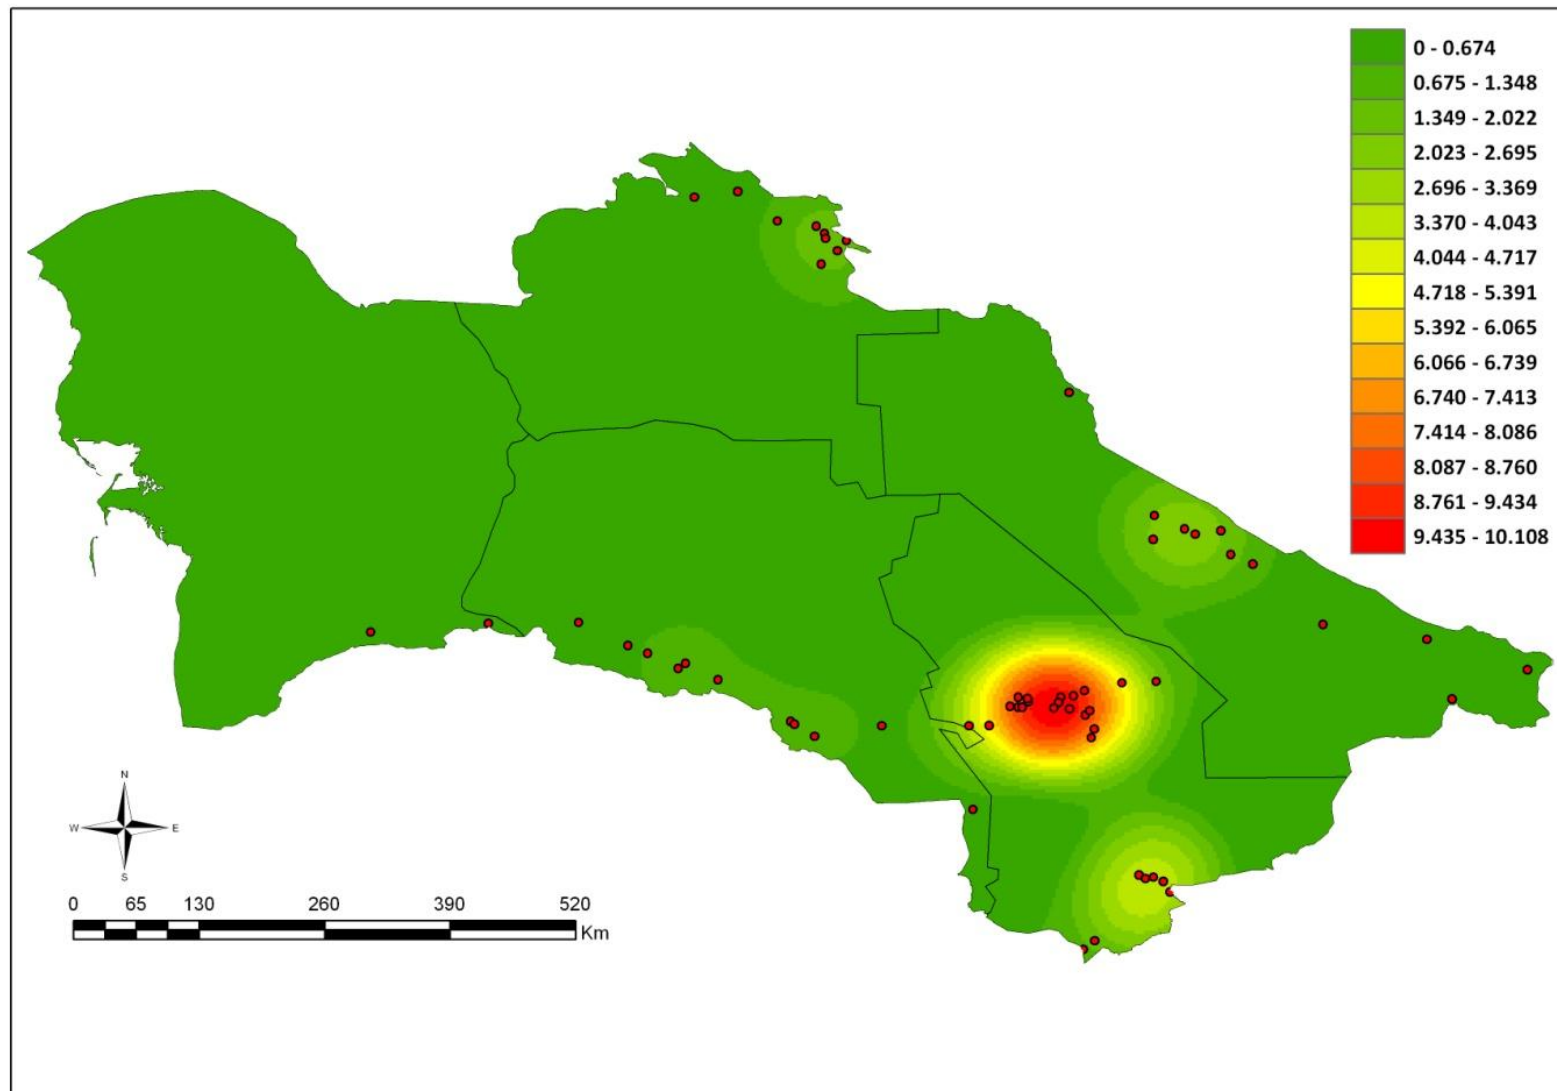 0 - 0.674
0.675 - 1.348
1.349 - 2.022
2.023 - 2.695
2.696 - 3.369
3.370 - 4.043
4.044 - 4.717
4.718 - 5.391
5.392 - 6.065
6.066 - 6.739
6.740 - 7.413
7.414 - 8.086
8.087 - 8.760
8.761 - 9.434
9.435 - 10.108
N
W E
S
0 65 130 260 390 520
Km